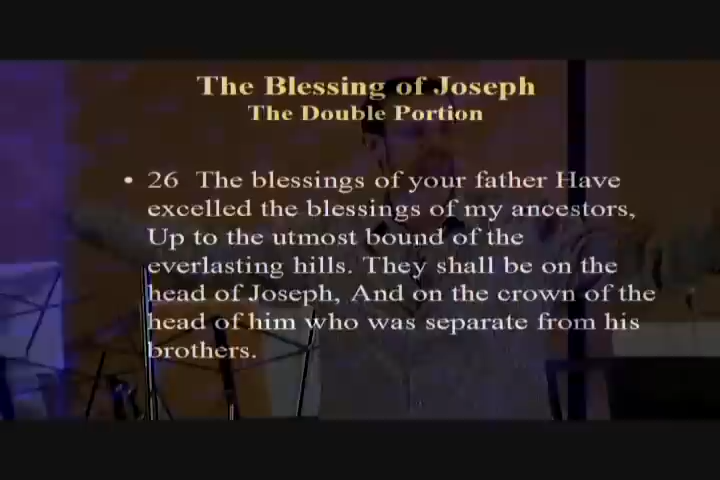 The Blessing of Joseph
The Double Portion
• 26 The blessings of your father Have
excelled the blessings of my ancestors,
Up to the utmost bound of the
everlasting hills. They shall be on the
head of Joseph, And on the crown of the
head of him who was separate from his
brothers.